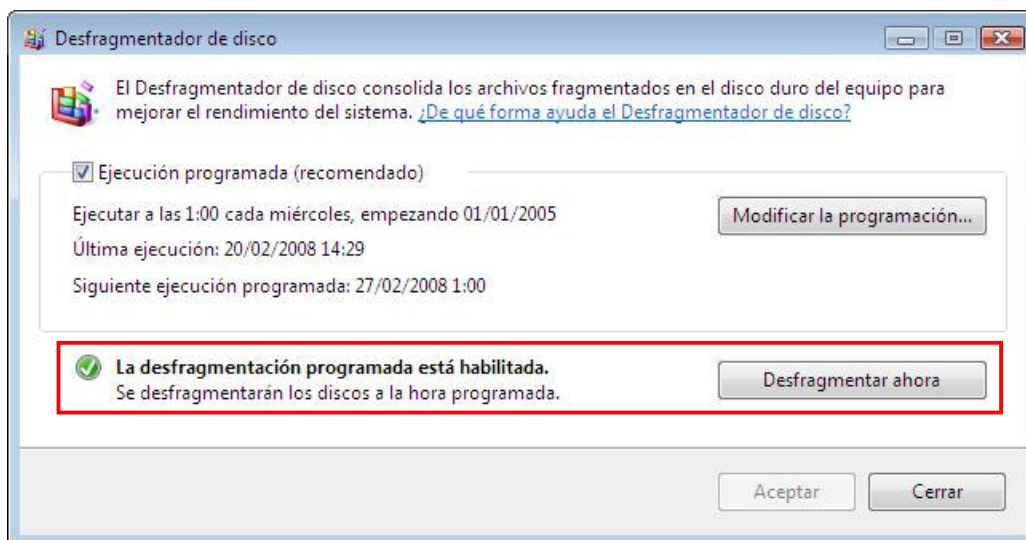 Desfragmentador de disco
El Desfragmentador de disco consolida los archivos fragmentados en el disco duro del equipo para
mejorar el rendimiento del sistema. ¿De qué forma ayuda el Desfragmentador de disco?
Ejecución programada (recomendado)
Ejecutar a las 1:00 cada miércoles, empezando 01/01/2005
Modificar la programación...
Última ejecución: 20/02/2008 14:29
Siguiente ejecución programada: 27/02/2008 1:00
La desfragmentación programada está habilitada.
Se desfragmentarán los discos a la hora programada.
Desfragmentar ahora
Aceptar
Cerrar